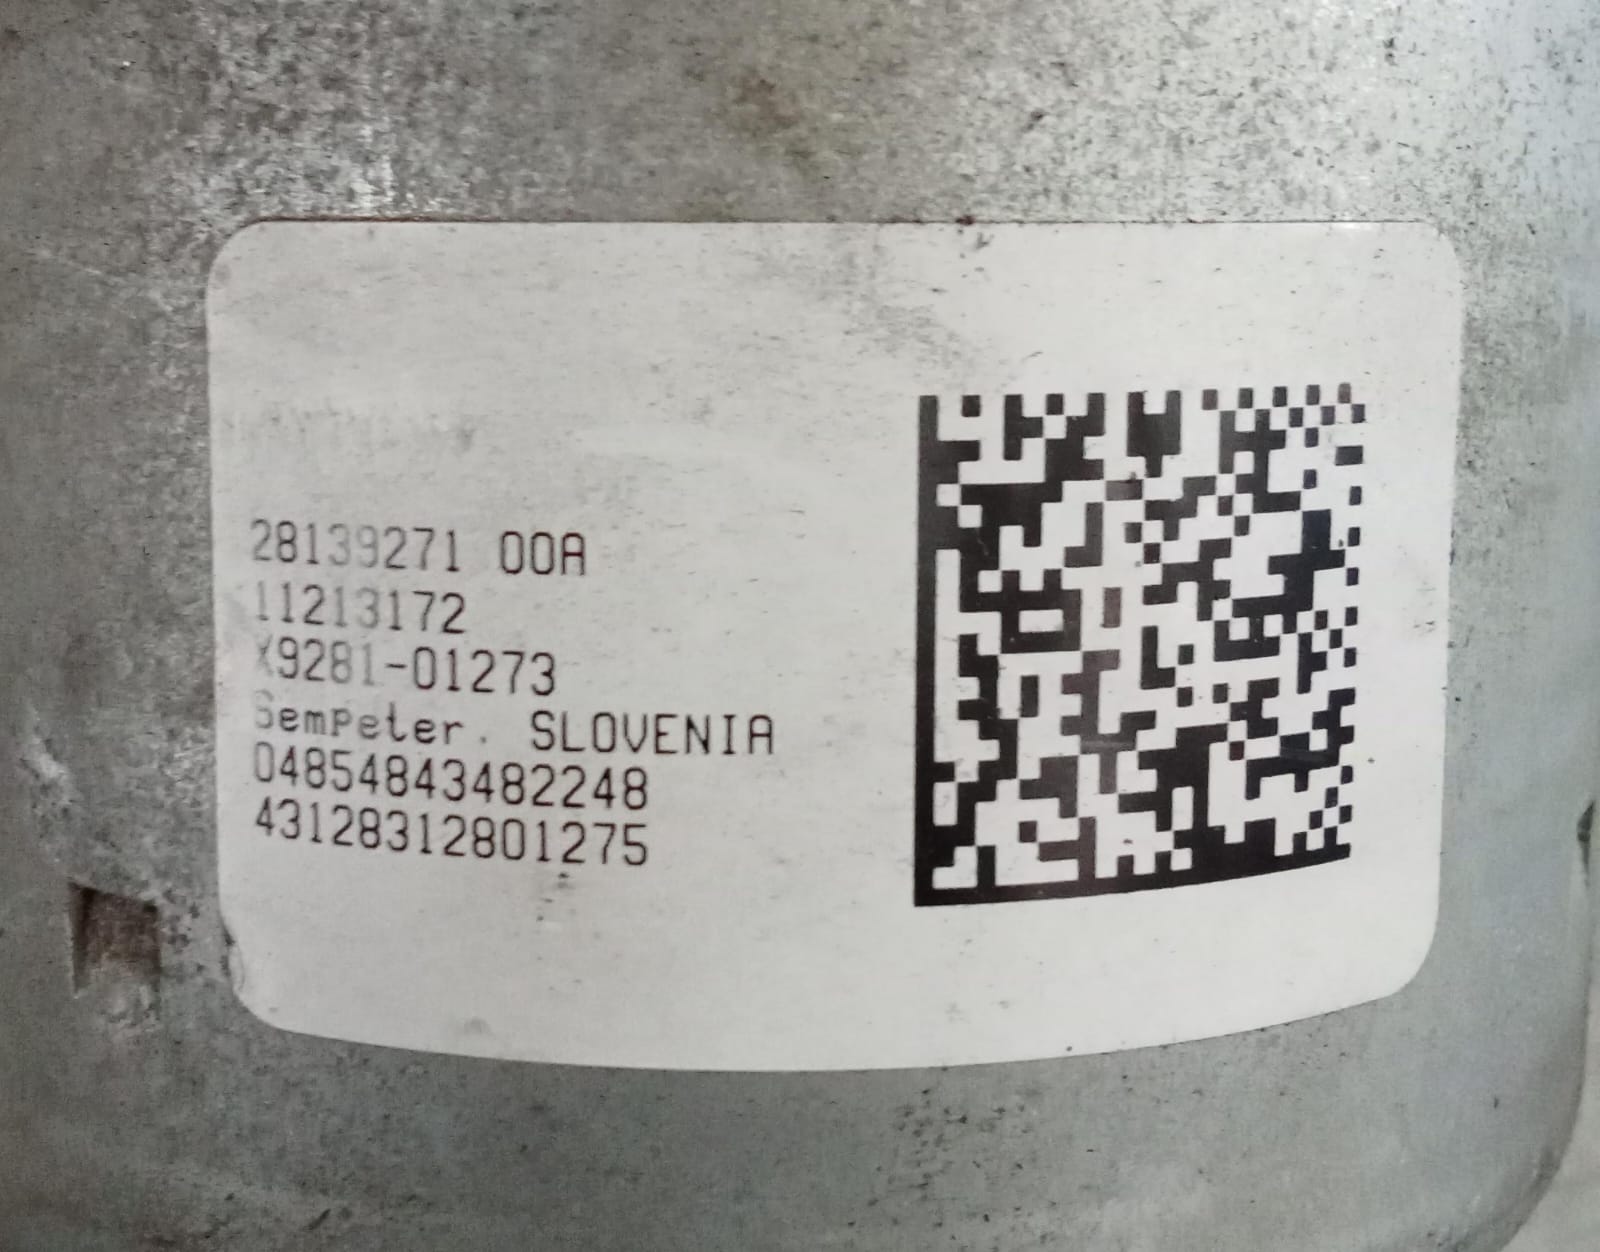 28139271 00A
11213172
X9281-01273
SemPeter. SLOVENIA
04854843482248
43128312801275